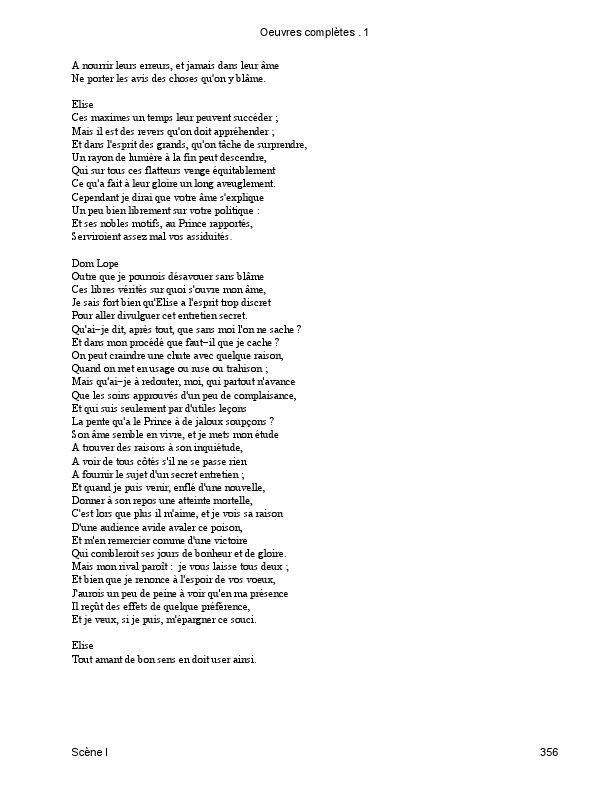 Oeuvres complètes . 1
A nourrir leurs erreurs, et jamais dans leur âme
Ne porter les avis des choses qu'on y blâme.
Elise
Ces maximes un temps leur peuvent succéder ;
Mais il est des revers qu'on doit appréhender ;
Et dans l'esprit des grands, qu'on tâche de surprendre,
Un rayon de lumière à la fin peut descendre,
Qui sur tous ces flatteurs venge équitablement
Ce qu'a fait à leur gloire un long aveuglement.
Cependant je dirai que votre âme s'explique
Un peu bien librement sur votre politique :
Et ses nobles motifs, au Prince rapportés,
Serviroient assez mal vos assiduités.
Dom Lope
Outre que je pourrois désavouer sans blâme
Ces libres vérités sur quoi s'ouvre mon âme,
Je sais fort bien qu'Elise a l'esprit trop discret
Pour aller divulguer cet entretien secret.
Qu'ai−je dit, après tout, que sans moi l'on ne sache ?
Et dans mon procédé que faut−il que je cache ?
On peut craindre une chute avec quelque raison,
Quand on met en usage ou ruse ou trahison ;
Mais qu'ai−je à redouter, moi, qui partout n'avance
Que les soins approuvés d'un peu de complaisance,
Et qui suis seulement par d'utiles leçons
La pente qu'a le Prince à de jaloux soupçons ?
Son âme semble en vivre, et je mets mon étude
A trouver des raisons à son inquiétude,
A voir de tous côtés s'il ne se passe rien
A fournir le sujet d'un secret entretien ;
Et quand je puis venir, enflé d'une nouvelle,
Donner à son repos une atteinte mortelle,
C'est lors que plus il m'aime, et je vois sa raison
D'une audience avide avaler ce poison,
Et m'en remercier comme d'une victoire
Qui combleroit ses jours de bonheur et de gloire.
Mais mon rival paroît : je vous laisse tous deux ;
Et bien que je renonce à l'espoir de vos voeux,
J'aurois un peu de peine à voir qu'en ma présence
Il reçût des effets de quelque préférence,
Et je veux, si je puis, m'épargner ce souci.
Elise
Tout amant de bon sens en doit user ainsi.
Scène I
356